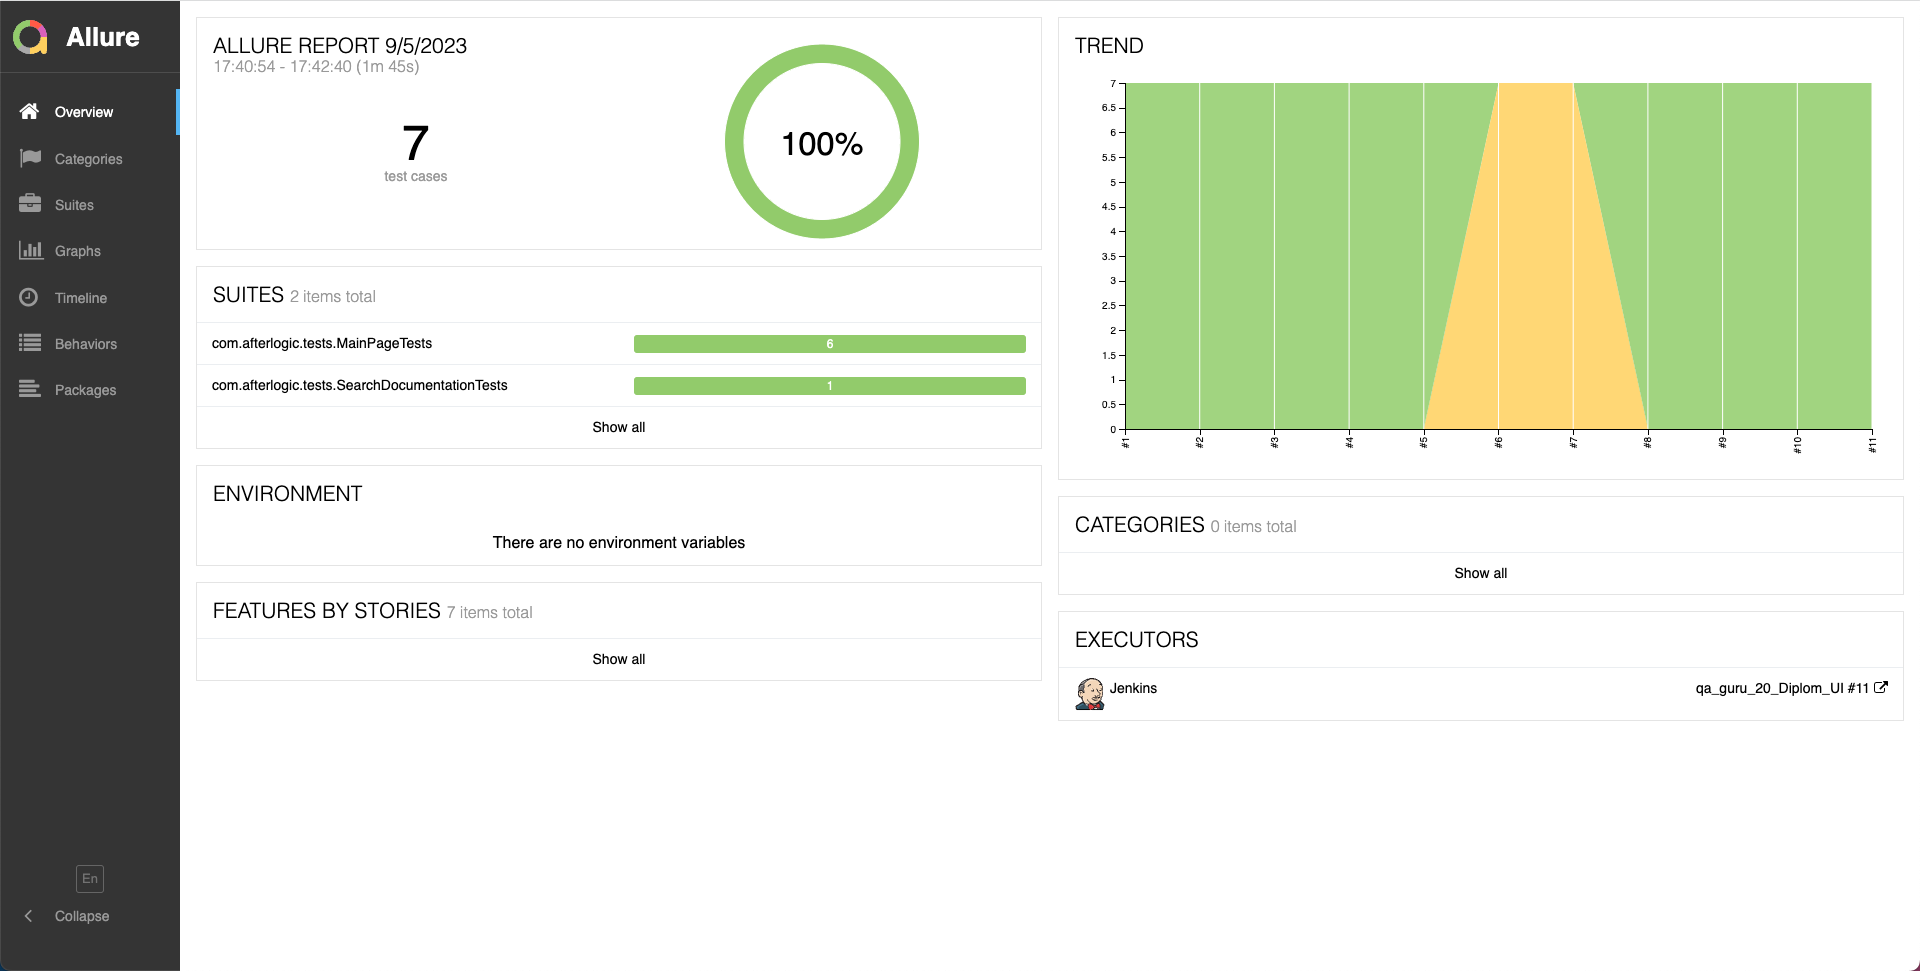 Allure
Overview
Categories
Suites
Graphs
Timeline
Behaviors
Packages
En
Collapse
ALLURE REPORT 9/5/2023
17:40:54 - 17:42:40 (1m 45s)
7
test cases
100%
SUITES 2 items total
com.afterlogic.tests.MainPageTests 6
com.afterlogic.tests.SearchDocumentationTests 1
Show all
ENVIRONMENT
There are no environment variables
FEATURES BY STORIES 7 items total
Show all
TREND
7
6.5
6
5.5
5
4.5
4
3.5
3
2.5
2
1.5
1
0.5
0
#1 #2 #3 #4 #5 #6 #7 #8 #9 #10 #11
CATEGORIES 0 items total
Show all
EXECUTORS
Jenkins qa_guru_20_Diplom_UI #11